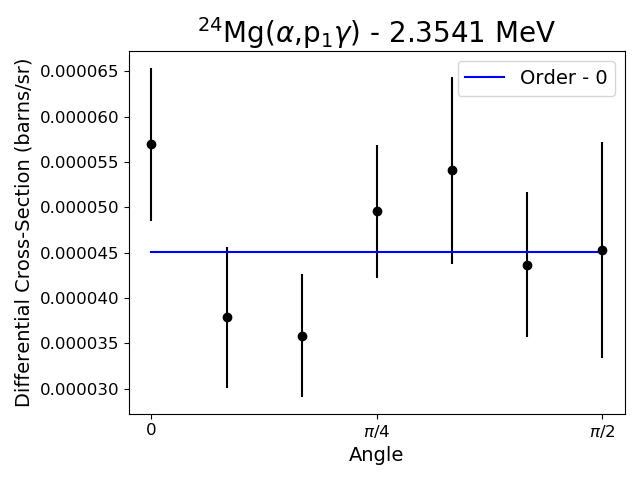 ²⁴Mg(α,p₁γ) - 2.3541 MeV
Order - 0
Differential Cross-Section (barns/sr)
0.000065
0.000060
0.000055
0.000050
0.000045
0.000040
0.000035
0.000030
0 π/4 π/2
Angle